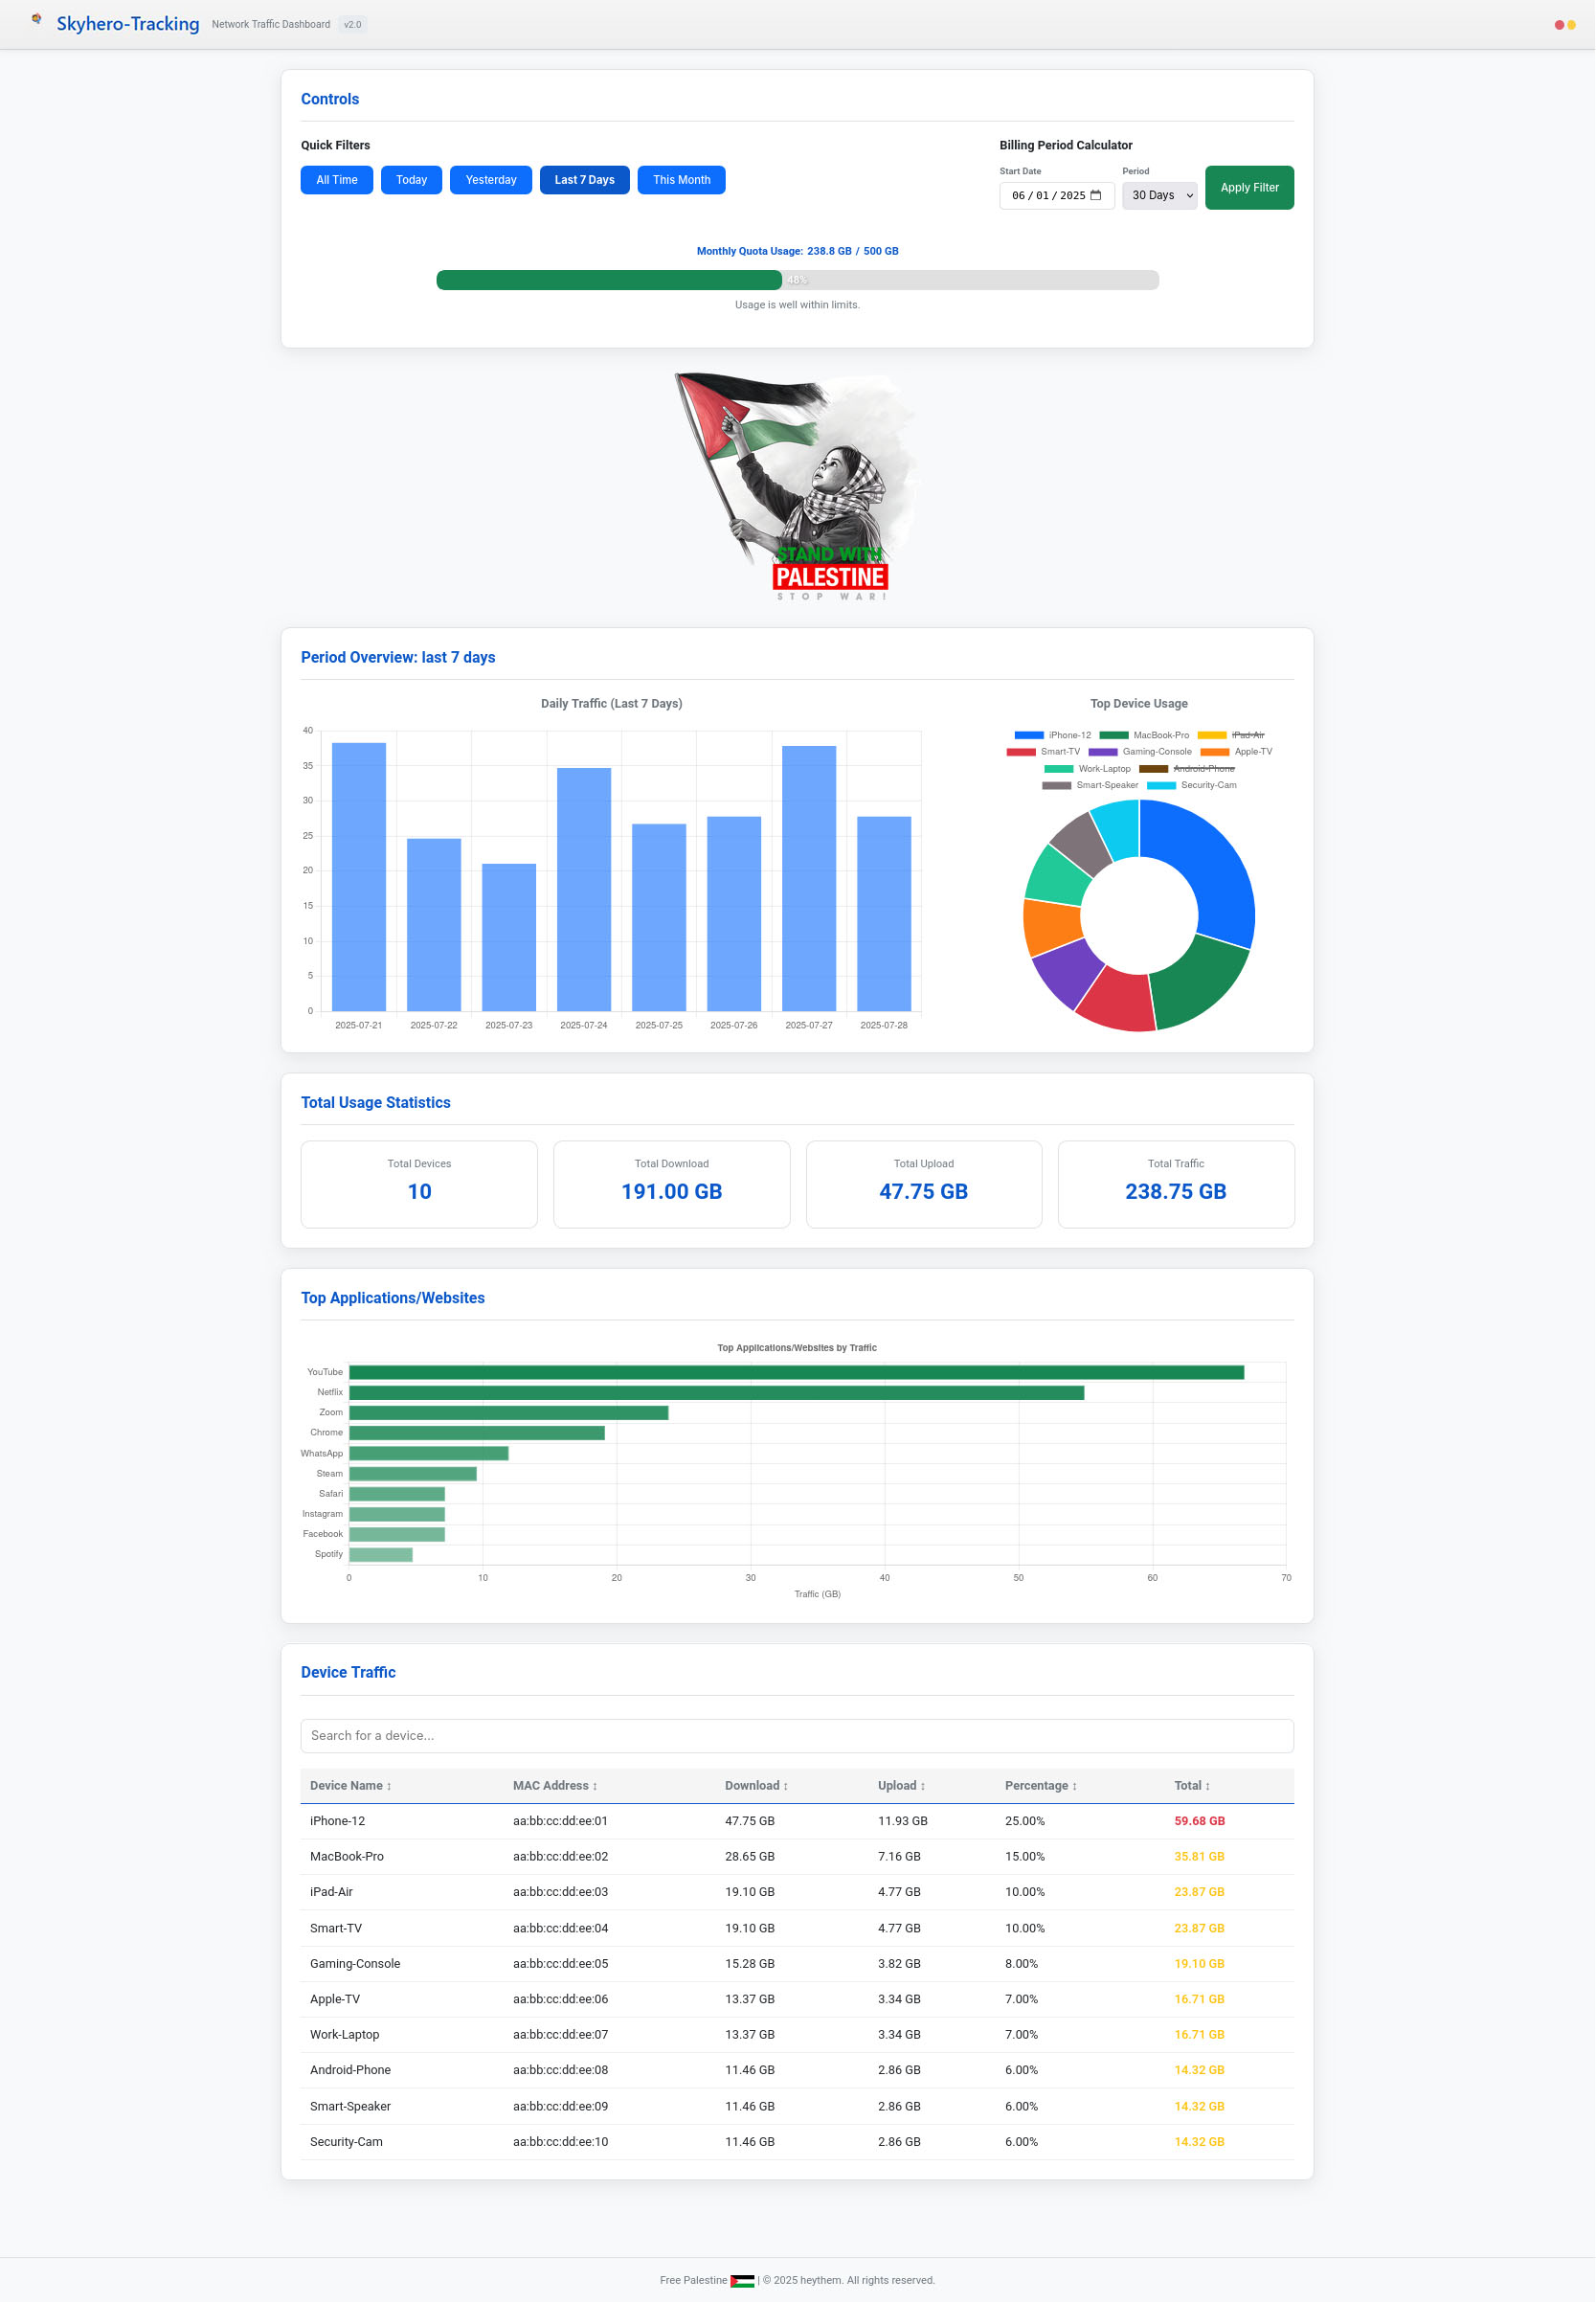 Skyhero-Tracking Network Traffic Dashboard v2.0
Controls
Quick Filters
All Time Today Yesterday Last 7 Days This Month
Billing Period Calculator
Start Date Period
06 / 01 / 2025 30 Days Apply Filter
Monthly Quota Usage: 238.8 GB / 500 GB
48%
Usage is well within limits.
STAND WITH
PALESTINE
STOP WAR!
Period Overview: last 7 days
Daily Traffic (Last 7 Days)
40
35
30
25
20
15
10
5
0
2025-07-21 2025-07-22 2025-07-23 2025-07-24 2025-07-25 2025-07-26 2025-07-27 2025-07-28
Top Device Usage
iPhone-12 MacBook-Pro iPad-Air
Smart-TV Gaming-Console Apple-TV
Work-Laptop Android-Phone
Smart-Speaker Security-Cam
Total Usage Statistics
Total Devices
10
Total Download
191.00 GB
Total Upload
47.75 GB
Total Traffic
238.75 GB
Top Applications/Websites
Top Applications/Websites by Traffic
YouTube
Netflix
Zoom
Chrome
WhatsApp
Steam
Safari
Instagram
Facebook
Spotify
0 10 20 30 40 50 60 70
Traffic (GB)
Device Traffic
Search for a device...
Device Name ↕ MAC Address ↕ Download ↕ Upload ↕ Percentage ↕ Total ↕
iPhone-12 aa:bb:cc:dd:ee:01 47.75 GB 11.93 GB 25.00% 59.68 GB
MacBook-Pro aa:bb:cc:dd:ee:02 28.65 GB 7.16 GB 15.00% 35.81 GB
iPad-Air aa:bb:cc:dd:ee:03 19.10 GB 4.77 GB 10.00% 23.87 GB
Smart-TV aa:bb:cc:dd:ee:04 19.10 GB 4.77 GB 10.00% 23.87 GB
Gaming-Console aa:bb:cc:dd:ee:05 15.28 GB 3.82 GB 8.00% 19.10 GB
Apple-TV aa:bb:cc:dd:ee:06 13.37 GB 3.34 GB 7.00% 16.71 GB
Work-Laptop aa:bb:cc:dd:ee:07 13.37 GB 3.34 GB 7.00% 16.71 GB
Android-Phone aa:bb:cc:dd:ee:08 11.46 GB 2.86 GB 6.00% 14.32 GB
Smart-Speaker aa:bb:cc:dd:ee:09 11.46 GB 2.86 GB 6.00% 14.32 GB
Security-Cam aa:bb:cc:dd:ee:10 11.46 GB 2.86 GB 6.00% 14.32 GB
Free Palestine | © 2025 heythem. All rights reserved.